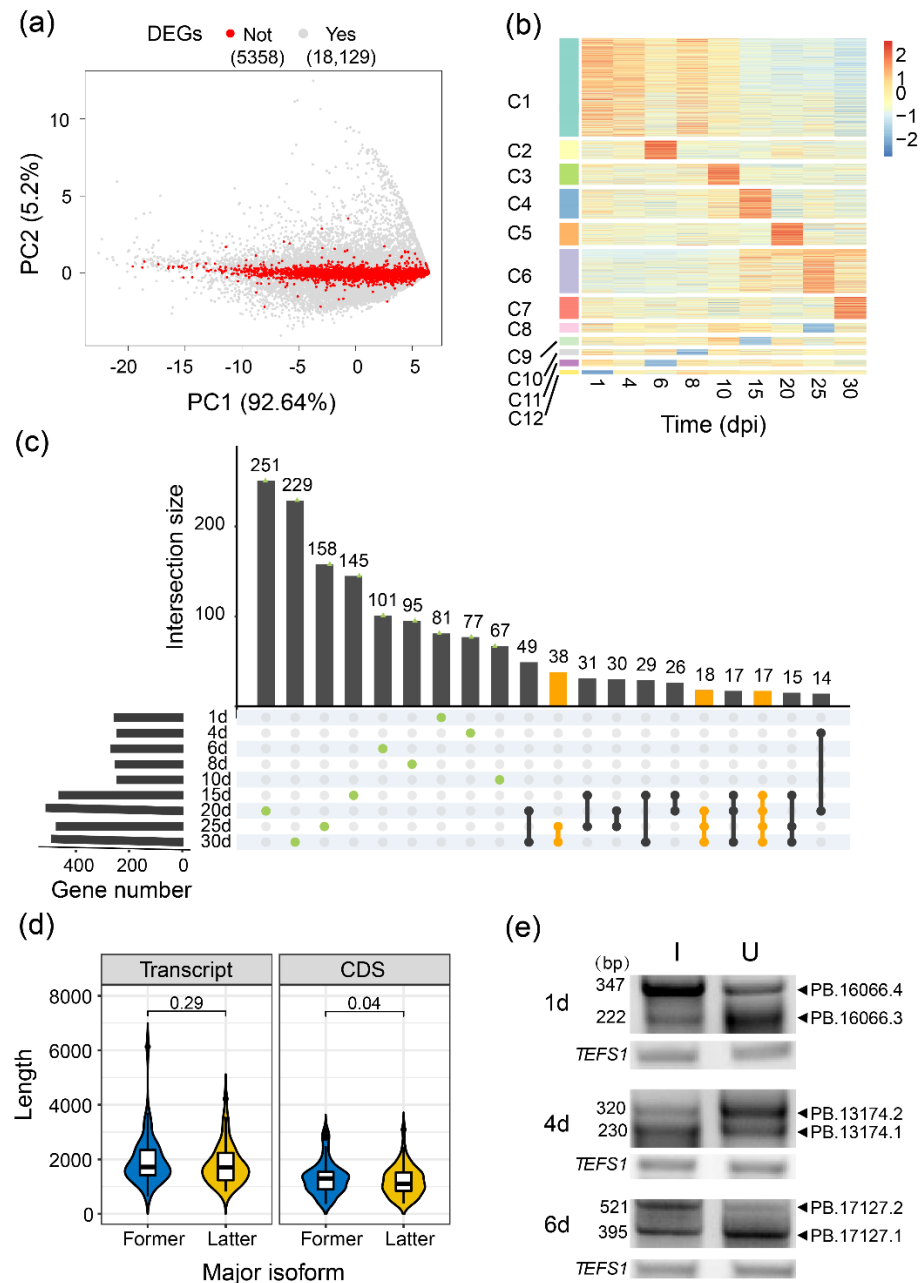 (a)
DEGs Not Yes
(5358) (18,129)
10
5
0
PC2 (5.2%)
-20 -15 -10 -5 0 5
PC1 (92.64%)
(b)
C1
C2
C3
C4
C5
C6
C7
C8
C9
C10
C11
C12
2
1
0
−1
−2
1 4 6 8 10 15 20 25 30
Time (dpi)
(c)
Intersection size
200
100
251 229 158 145 101 95 81 77 67 49 38 31 30 29 26 18 17 17 15 14
1d
4d
6d
8d
10d
15d
20d
25d
30d
400 200 0
Gene number
(d)
Transcript CDS
8000
6000
4000
2000
0
Length
0.29 0.04
Former Latter Former Latter
Major isoform
(e)
I U
(bp)
1d
347 PB.16066.4
222 PB.16066.3
TEFS1
4d
320 PB.13174.2
230 PB.13174.1
TEFS1
6d
521 PB.17127.2
395 PB.17127.1
TEFS1